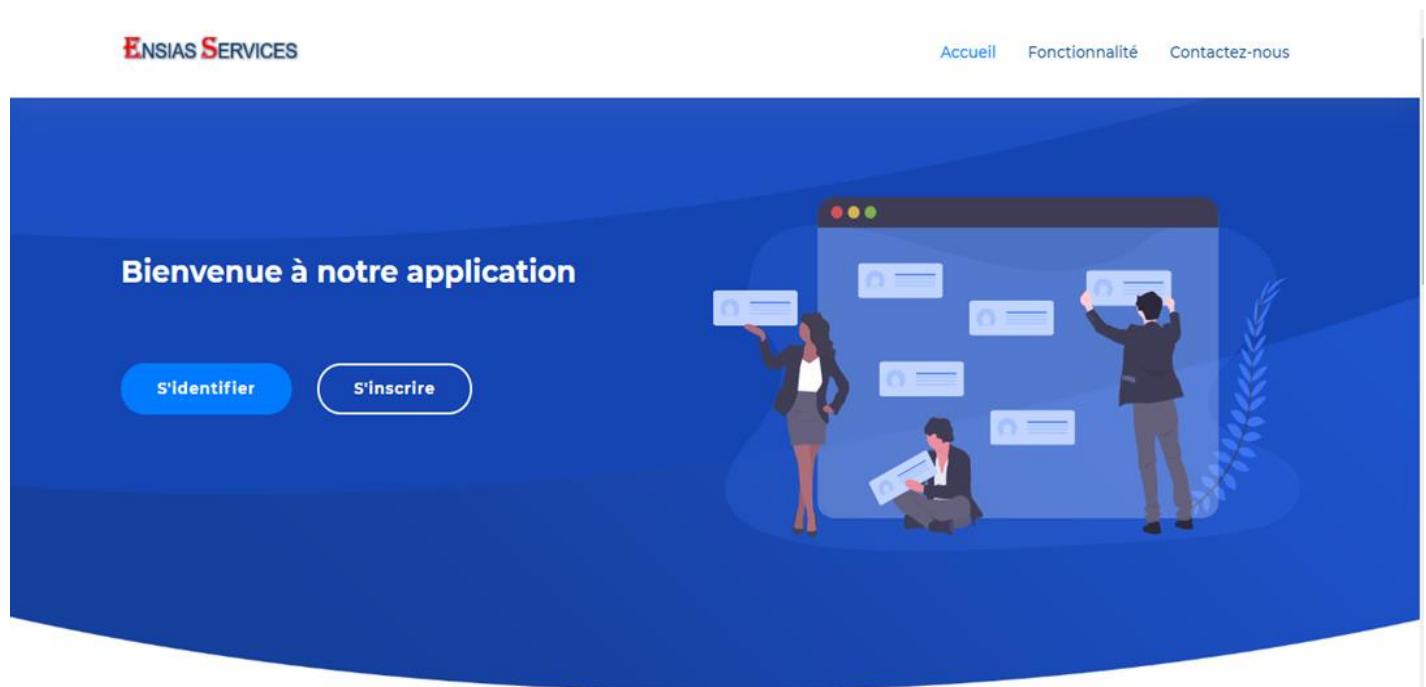 ENSIAS SERVICES
Accueil Fonctionnalité Contactez-nous
Bienvenue à notre application
S'identifier S'inscrire